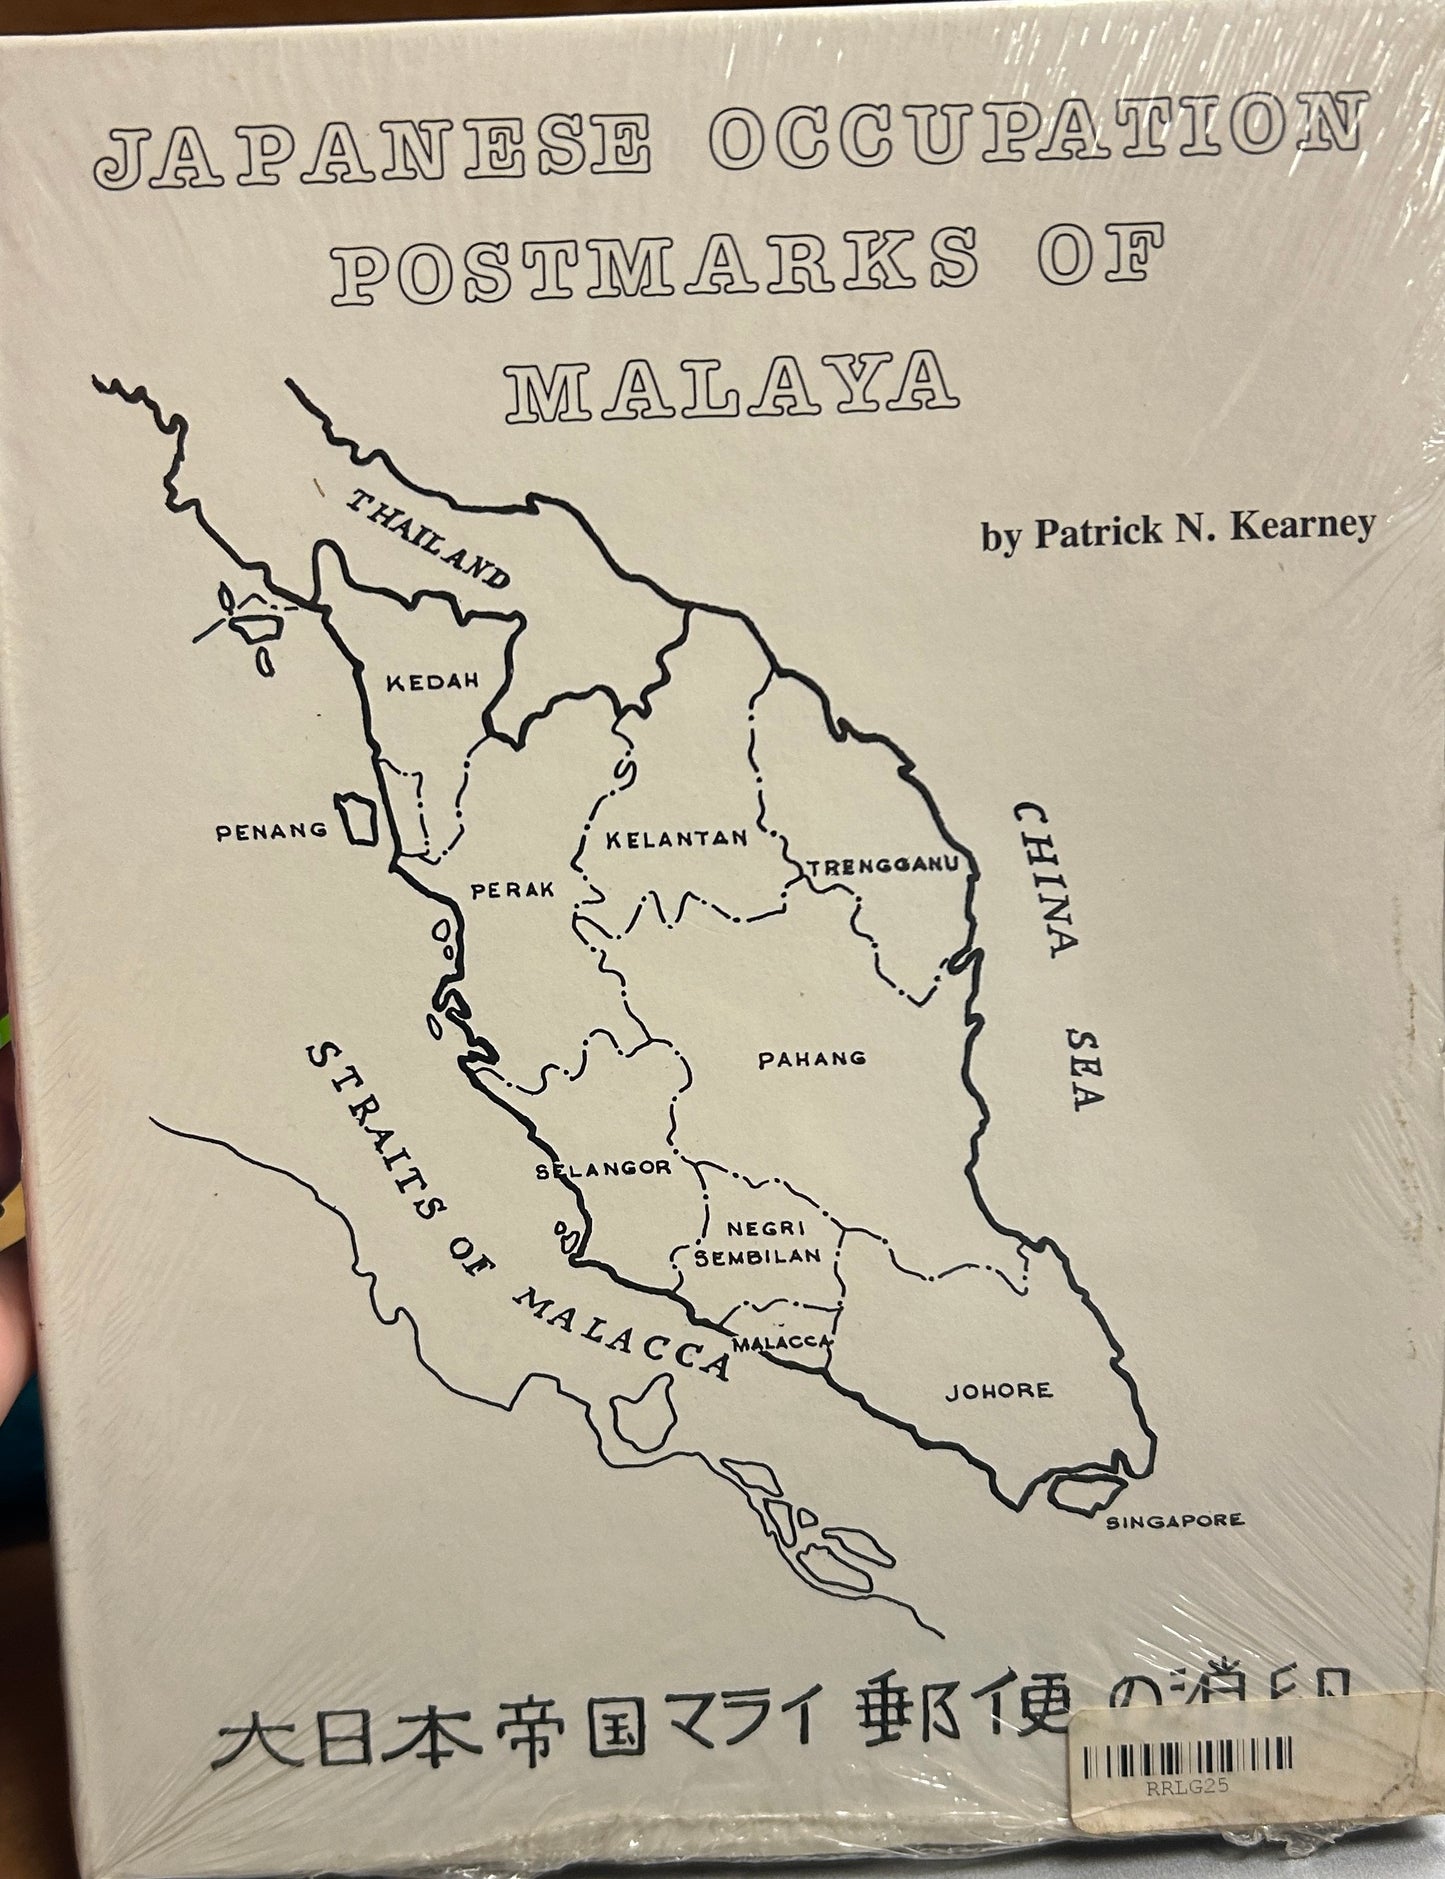 JAPANESE OCCUPATION
POSTMARKS OF
MALAYA
by Patrick N. Kearney
THAILAND
KEDAH
PENANG
KELANTAN
TRENGGANU
PERAK
CHINA SEA
PAHANG
STRAITS OF MALACCA
SELANGOR
NEGRI
SEMBILAN
MALACCA
JOHORE
SINGAPORE
大日本帝国マライ郵便の消印
RRLG25